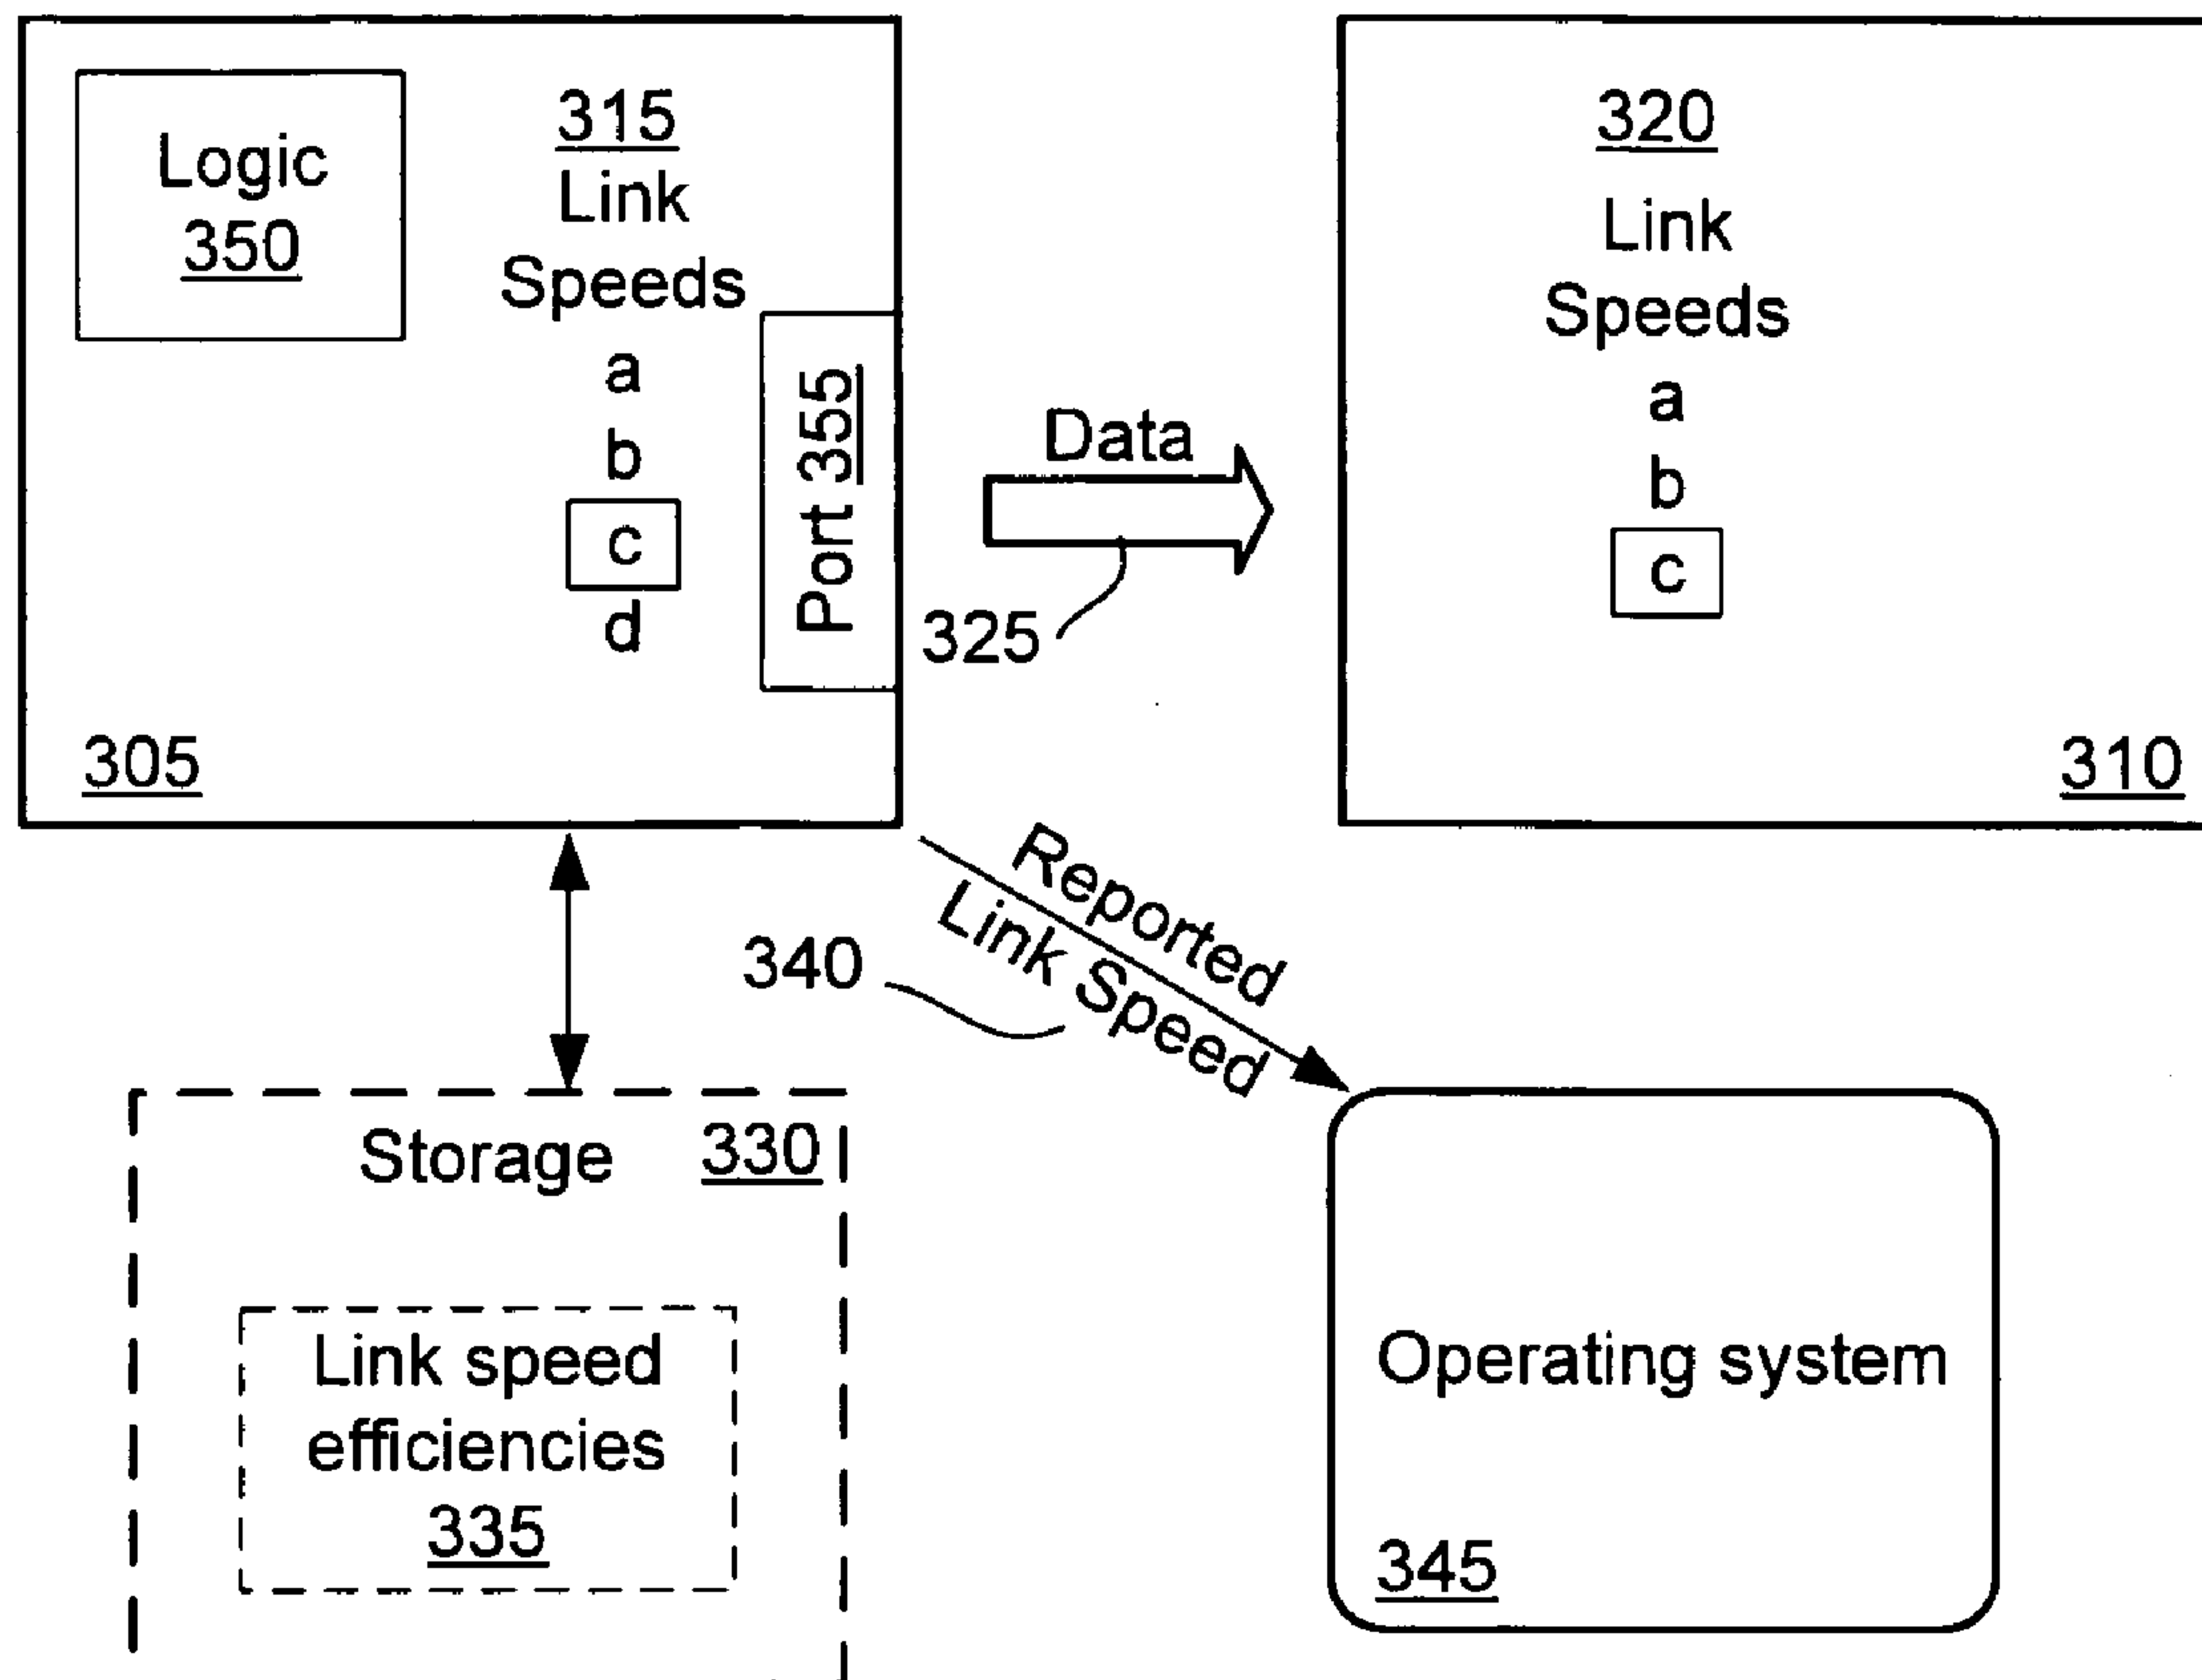 Logic
350
315
Link
Speeds
a
b
c
d
Port 355
305
Data
325
320
Link
Speeds
a
b
c
310
Reported
Link Speed
340
Storage 330
Link speed
efficiencies
335
Operating system
345